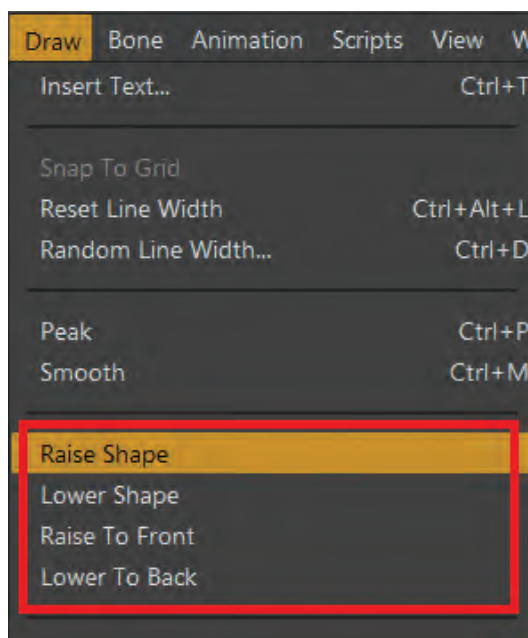 Draw Bone Animation Scripts View
Insert Text... Ctrl+T
Snap To Grid
Reset Line Width Ctrl+Alt+L
Random Line Width... Ctrl+D
Peak Ctrl+P
Smooth Ctrl+M
Raise Shape
Lower Shape
Raise To Front
Lower To Back